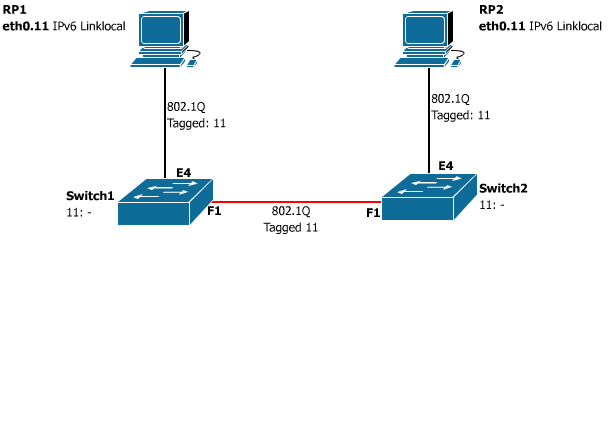 RP1
eth0.11 IPv6 Linklocal
RP2
eth0.11 IPv6 Linklocal
802.1Q
Tagged: 11
802.1Q
Tagged: 11
E4
E4
Switch1
11: -
F1
802.1Q
Tagged 11
F1
Switch2
11: -